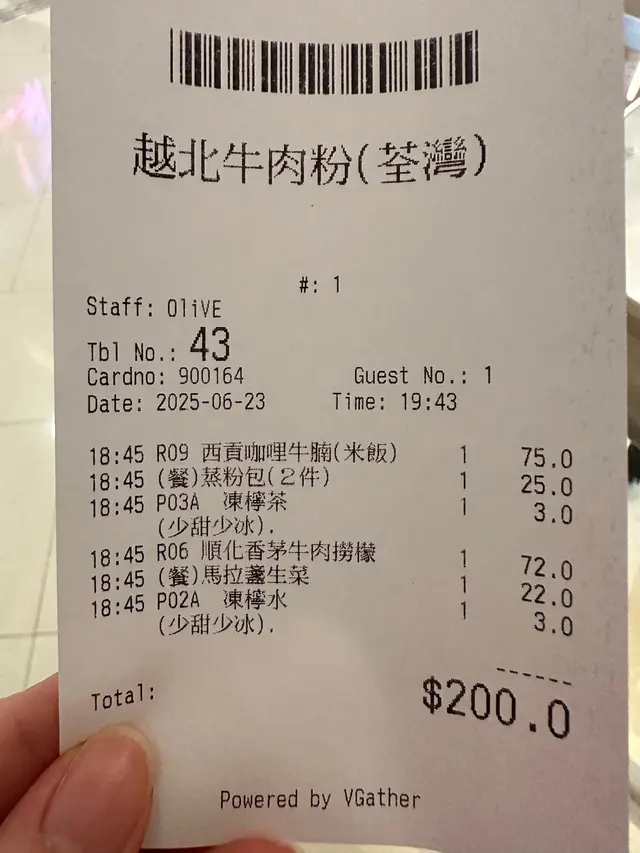 越北牛肉粉(荃灣)
#: 1
Staff: OliVE
Tbl No.: 43
Cardno: 900164 Guest No.: 1
Date: 2025-06-23 Time: 19:43
18:45 R09 西貢咖哩牛腩(米飯) 1 75.0
18:45 (餐)蒸粉包(2件) 1 25.0
18:45 P03A 凍檸茶 1 3.0
(少甜少冰).
18:45 R06 順化香茅牛肉撈檬 1 72.0
18:45 (餐)馬拉盞生菜 1 22.0
18:45 P02A 凍檸水 1 3.0
(少甜少冰).
------
Total: $200.0
Powered by VGather